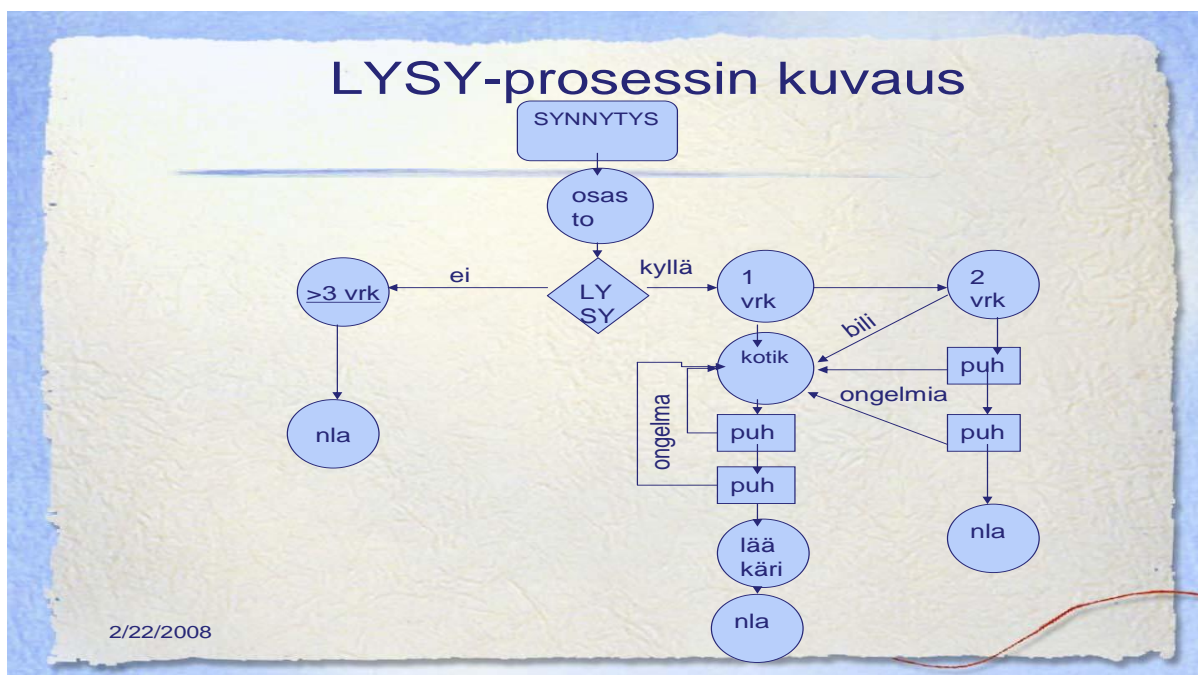 LYSY-prosessin kuvaus
SYNNYTYS
osas
to
ei
kyllä
>3 vrk
LY
SY
1
vrk
2
vrk
bili
kotik
puh
ongelmia
ongelma
puh
puh
nla
puh
lää
käri
nla
nla
2/22/2008